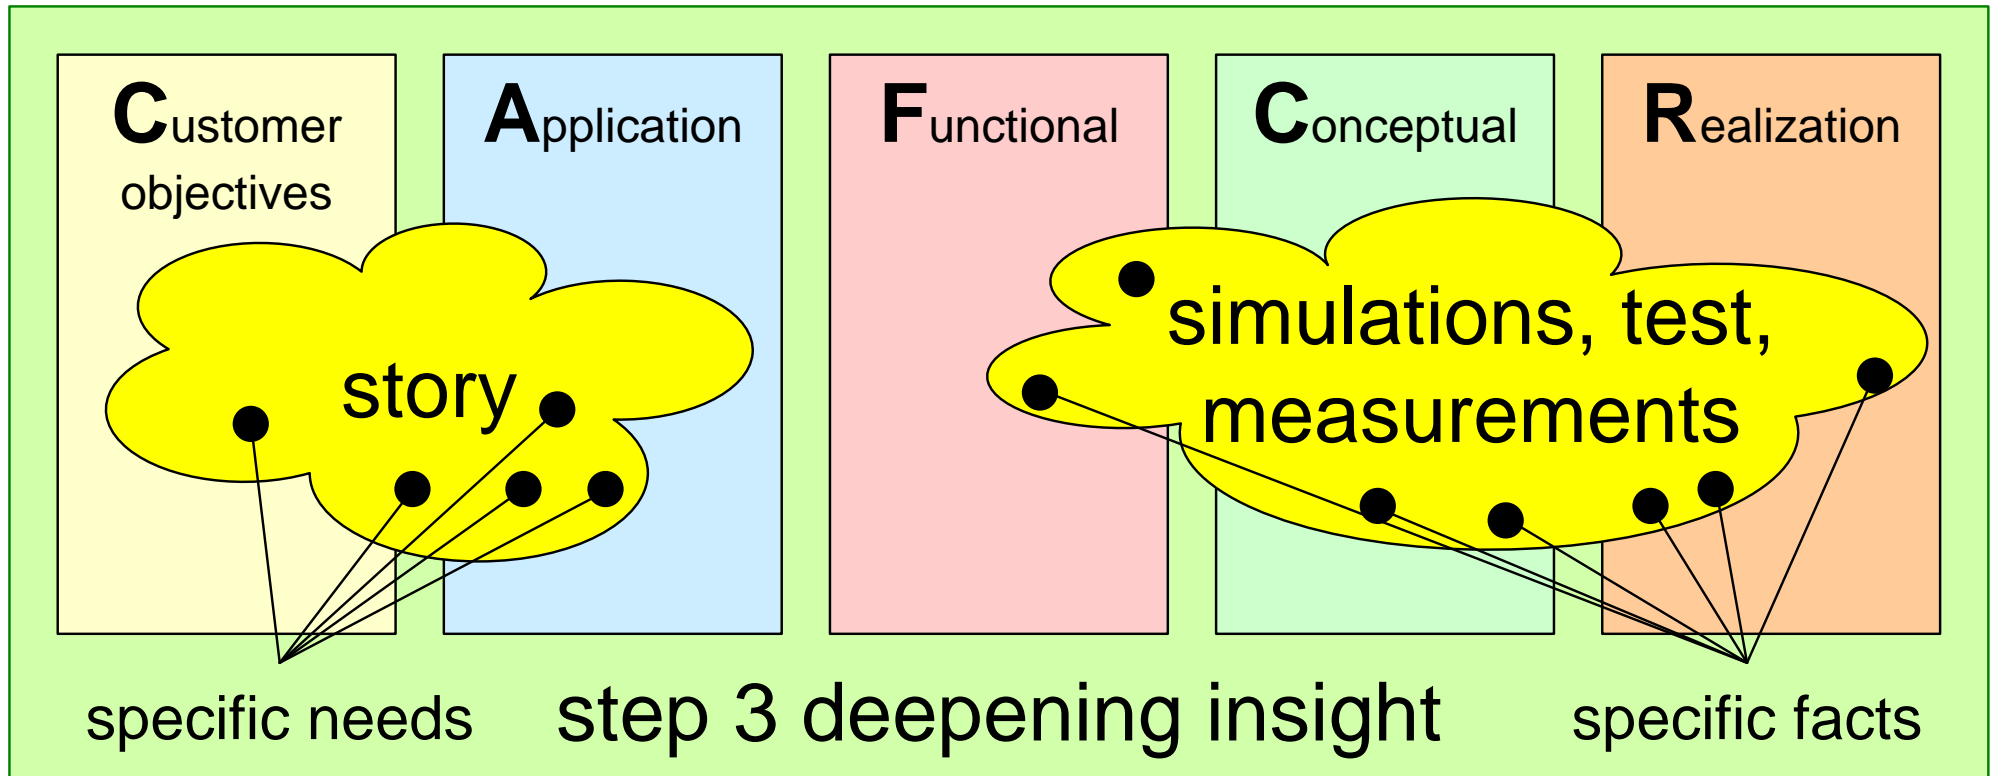 Customer
objectives
Application
Functional
Conceptual
Realization
story
simulations, test,
measurements
specific needs
step 3 deepening insight
specific facts